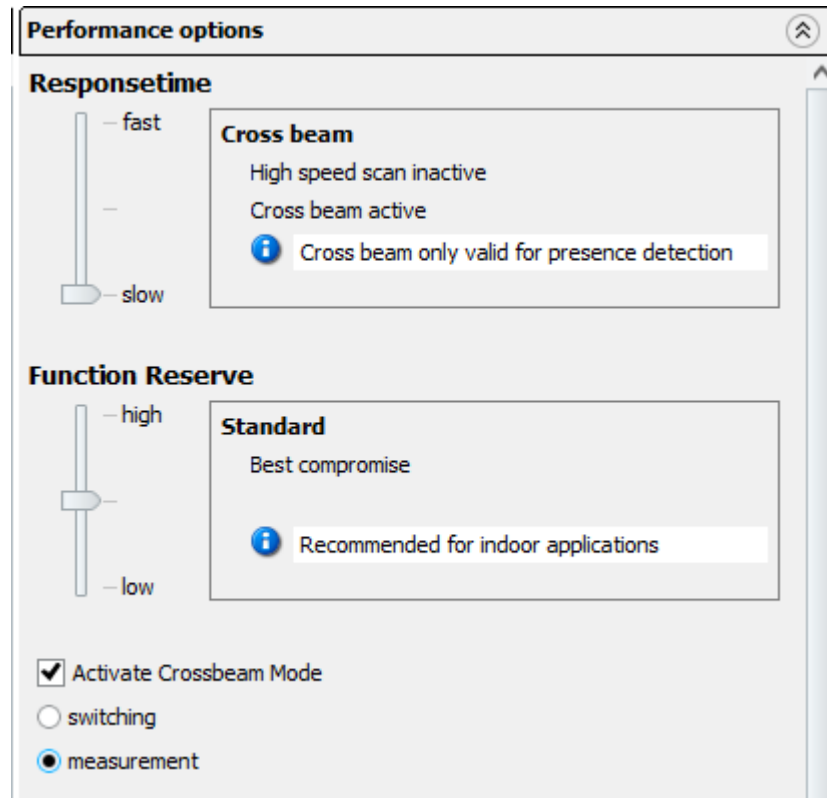 Performance options
Responsetime
fast
Cross beam
High speed scan inactive
Cross beam active
Cross beam only valid for presence detection
slow
Function Reserve
high
Standard
Best compromise
Recommended for indoor applications
low
Activate Crossbeam Mode
switching
measurement